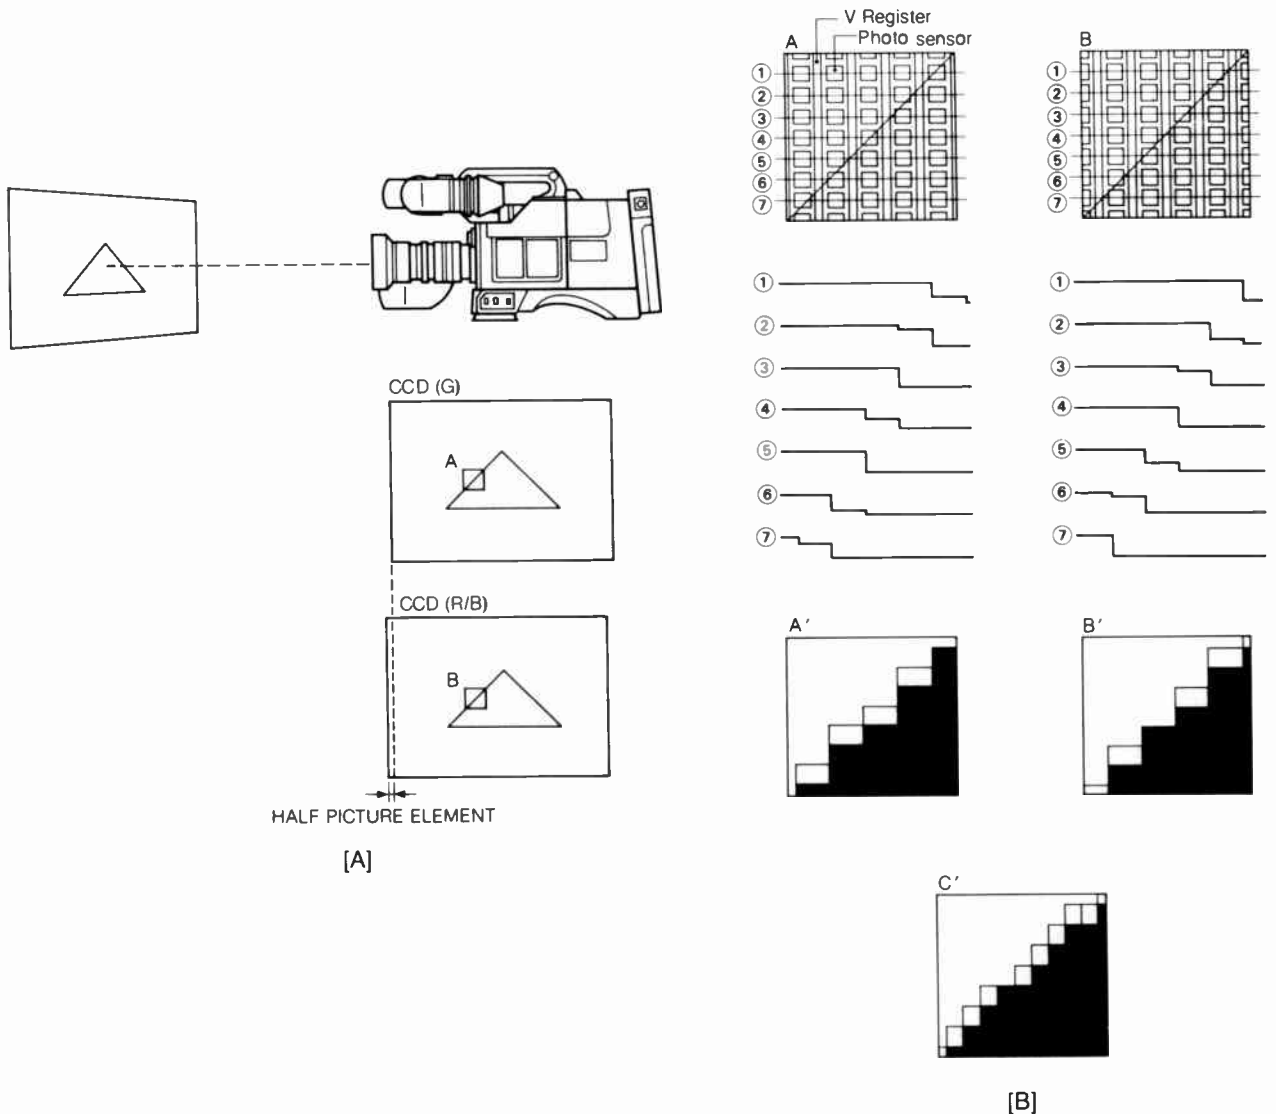 V Register
Photo sensor
A
B
①
②
③
④
⑤
⑥
⑦
①
②
③
④
⑤
⑥
⑦
①
②
③
④
⑤
⑥
⑦
①
②
③
④
⑤
⑥
⑦
CCD (G)
A
CCD (R/B)
B
HALF PICTURE ELEMENT
[A]
A′
B′
C′
[B]